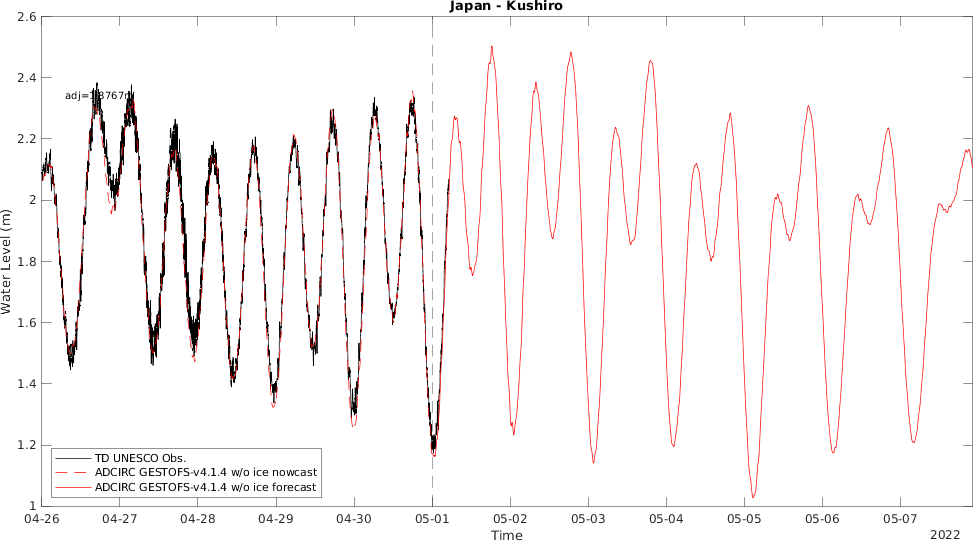 Japan - Kushiro
2.6
2.4
2.2
2
1.8
1.6
1.4
1.2
1
Water Level (m)
TD UNESCO Obs.
ADCIRC GESTOFS-v4.1.4 w/o ice nowcast
ADCIRC GESTOFS-v4.1.4 w/o ice forecast
04-26 04-27 04-28 04-29 04-30 05-01 05-02 05-03 05-04 05-05 05-06 05-07
Time
2022